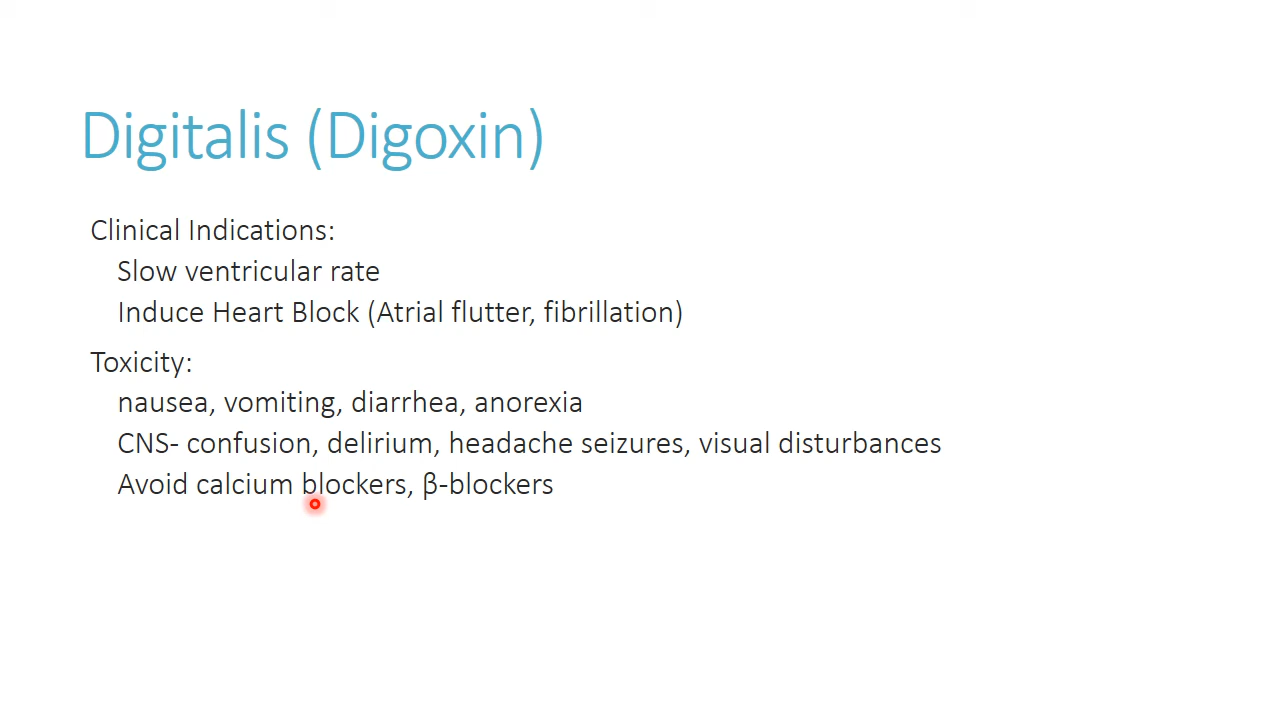 Digitalis (Digoxin)
Clinical Indications:
Slow ventricular rate
Induce Heart Block (Atrial flutter, fibrillation)
Toxicity:
nausea, vomiting, diarrhea, anorexia
CNS- confusion, delirium, headache seizures, visual disturbances
Avoid calcium blockers, β-blockers